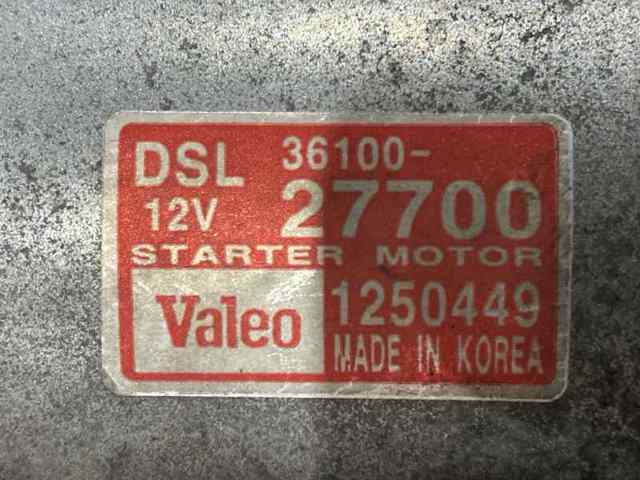 DSL 36100-
12V 27700
STARTER MOTOR
Valeo 1250449
MADE IN KOREA